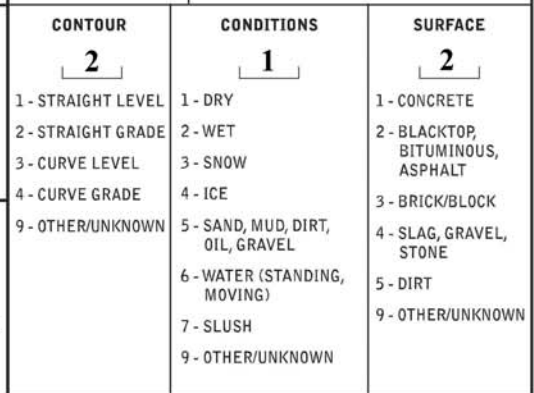 CONTOUR
2
1 - STRAIGHT LEVEL
2 - STRAIGHT GRADE
3 - CURVE LEVEL
4 - CURVE GRADE
9 - OTHER/UNKNOWN
CONDITIONS
1
1 - DRY
2 - WET
3 - SNOW
4 - ICE
5 - SAND, MUD, DIRT,
OIL, GRAVEL
6 - WATER (STANDING,
MOVING)
7 - SLUSH
9 - OTHER/UNKNOWN
SURFACE
2
1 - CONCRETE
2 - BLACKTOP,
BITUMINOUS,
ASPHALT
3 - BRICK/BLOCK
4 - SLAG, GRAVEL,
STONE
5 - DIRT
9 - OTHER/UNKNOWN